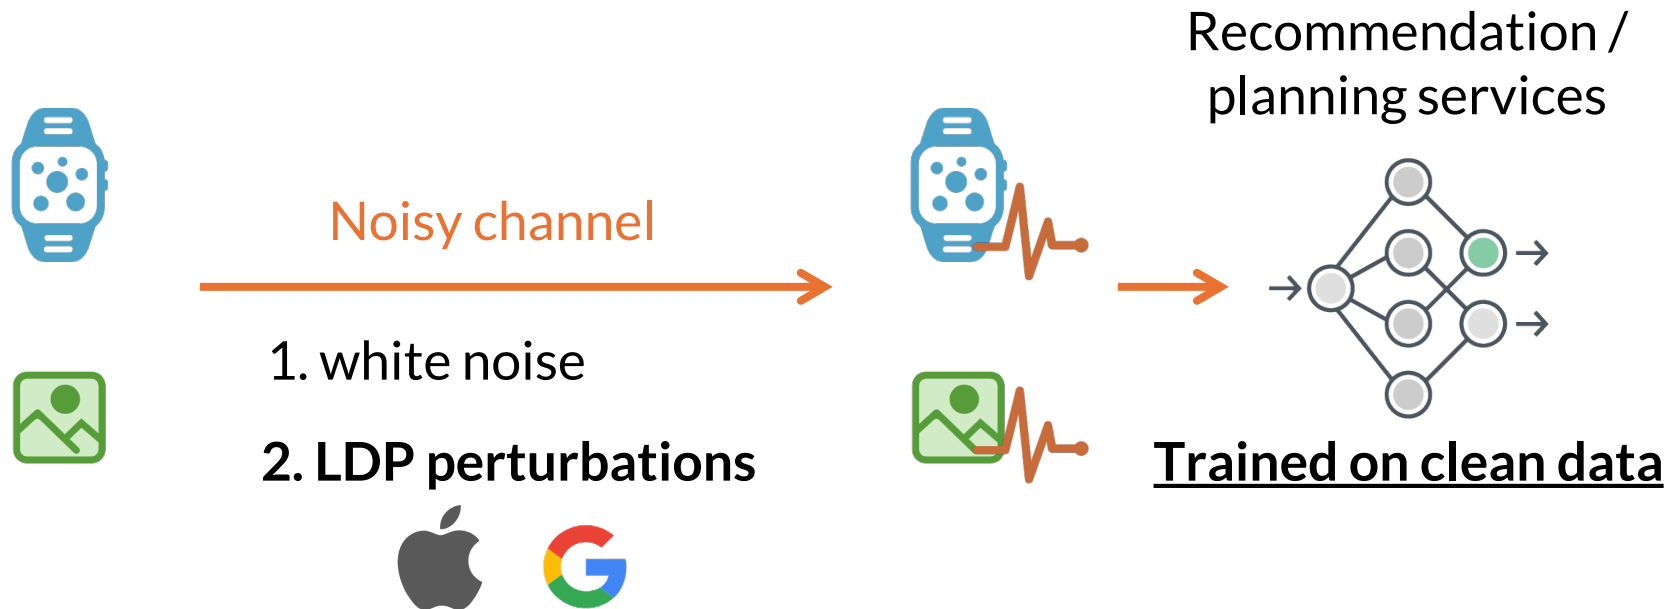 Recommendation /
planning services
Noisy channel
1. white noise
2. LDP perturbations
Trained on clean data